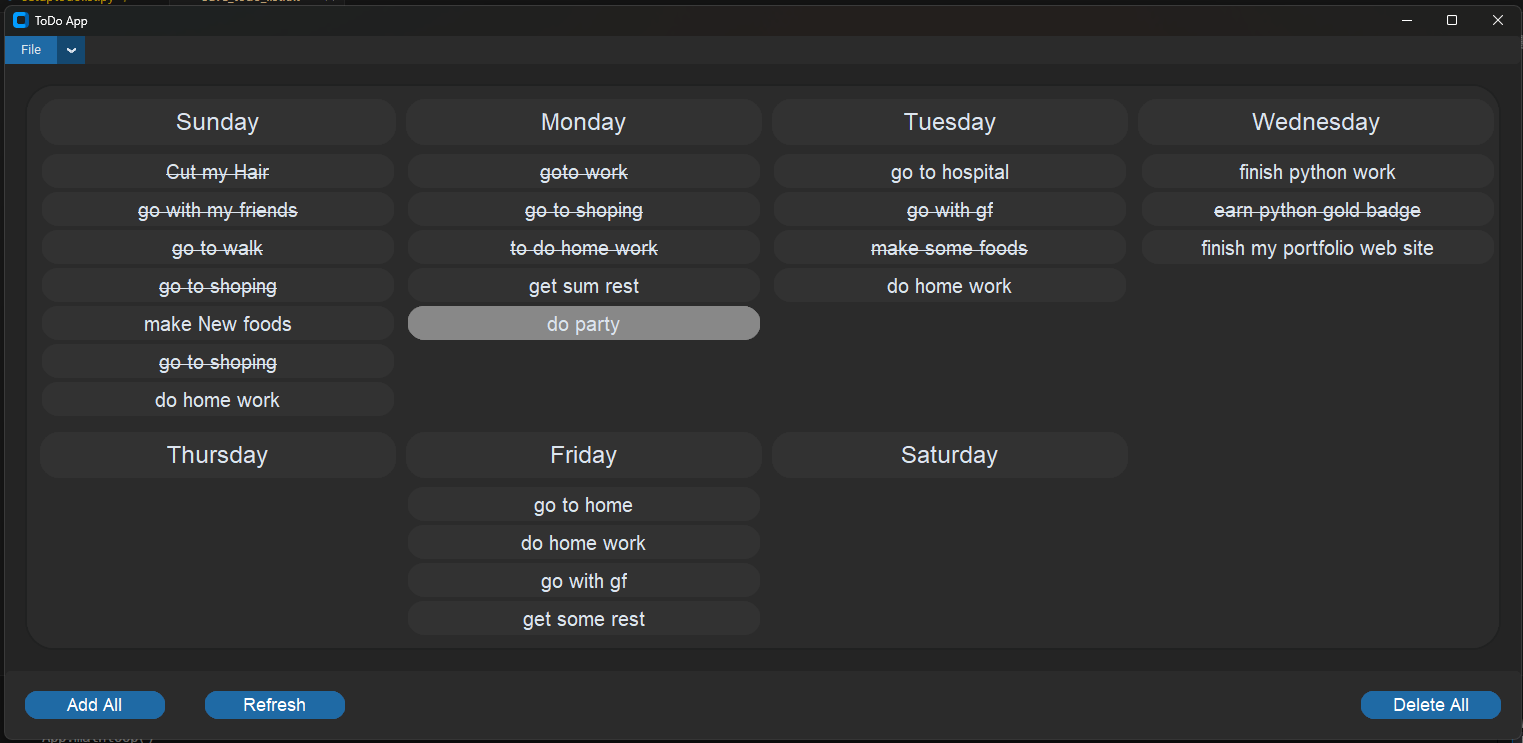 ToDo App
File
Sunday
Cut my Hair
go with my friends
go to walk
go to shoping
make New foods
go to shoping
do home work
Monday
goto work
go to shoping
to do home work
get sum rest
do party
Tuesday
go to hospital
go with gf
make some foods
do home work
Wednesday
finish python work
earn python gold badge
finish my portfolio web site
Thursday
Friday
go to home
do home work
go with gf
get some rest
Saturday
Add All
Refresh
Delete All